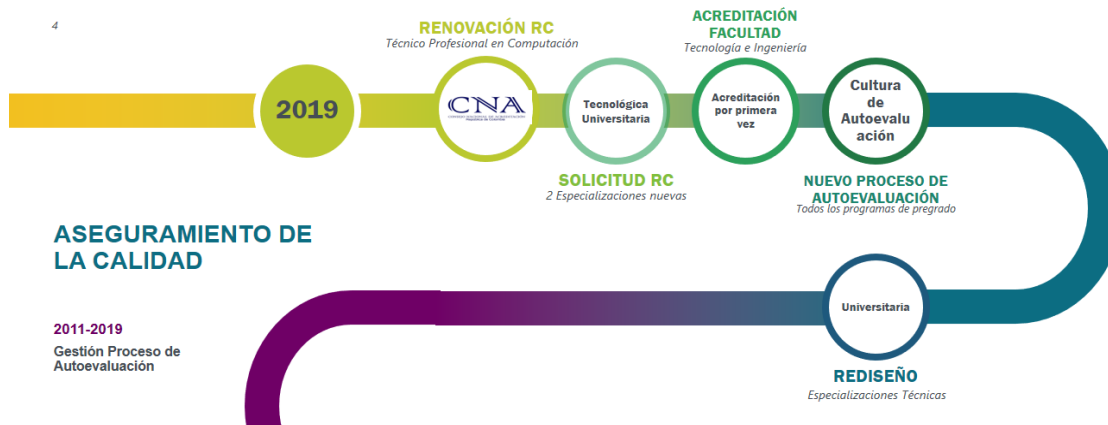 4
RENOVACIÓN RC
Técnico Profesional en Computación
ACREDITACIÓN
FACULTAD
Tecnología e Ingeniería
2019
CNA
Tecnológica
Universitaria
Acreditación
por primera
vez
Cultura
de
Autoevalu
ación
SOLICITUD RC
2 Especializaciones nuevas
NUEVO PROCESO DE
AUTOEVALUACIÓN
Todos los programas de pregrado
ASEGURAMIENTO DE
LA CALIDAD
2011-2019
Gestión Proceso de
Autoevaluación
Universitaria
REDISEÑO
Especializaciones Técnicas